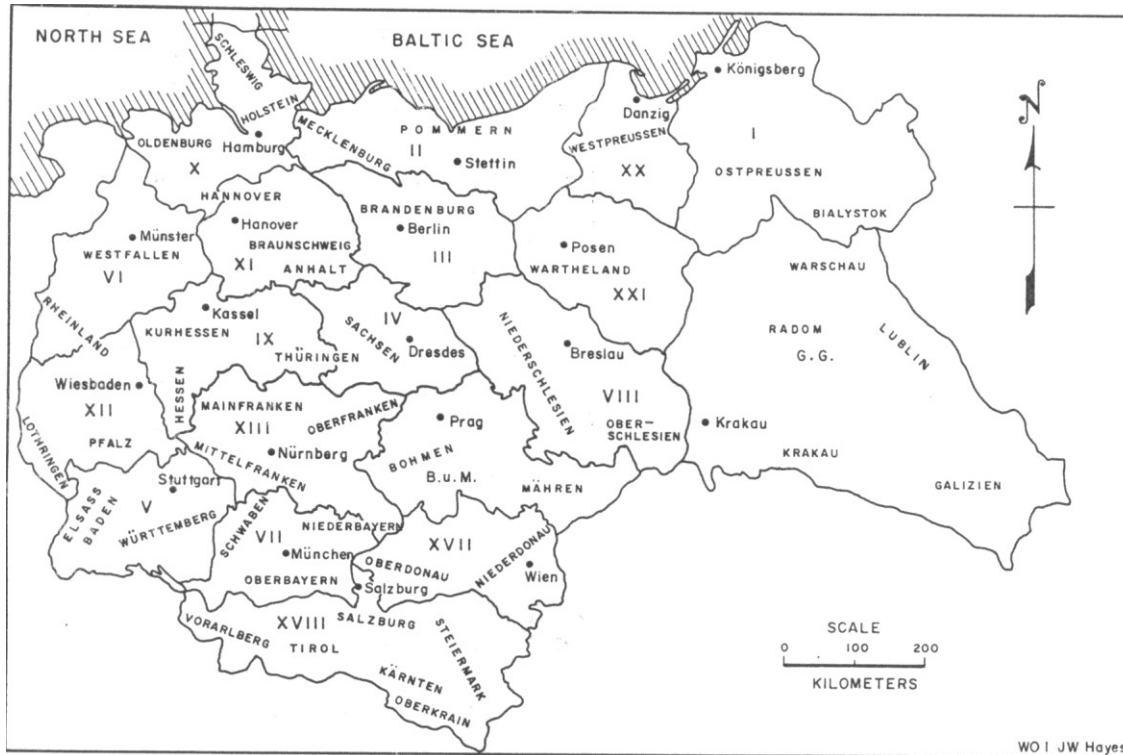 NORTH SEA
BALTIC SEA
SCHLESWIG
HOLSTEIN
Königsberg
Danzig
N
OLDENBURG
Hamburg
X
MECKLENBURG
POMMERN
II
Stettin
WESTPREUSSEN
XX
I
OSTPREUSSEN
BIALYSTOK
HANNOVER
Hanover
BRAUNSCHWEIG
XI
ANHALT
BRANDENBURG
Berlin
III
Posen
WARTHELAND
XXI
WARSCHAU
Münster
WESTFALLEN
VI
RHEINLAND
Kassel
KURHESSEN
IX
THÜRINGEN
HESSEN
SACHSEN
IV
Dresdes
NIEDERSCHLESIEN
Breslau
VIII
OBER-
SCHLESIEN
RADOM
G.G.
LUBLIN
Wiesbaden
XII
PFALZ
LOTHRINGEN
MAINFRANKEN
XIII
OBERFRANKEN
MITTELFRANKEN
Nürnberg
Prag
BOHMEN
B.u.M.
MÄHREN
Krakau
KRAKAU
GALIZIEN
Stuttgart
V
ELSASS
BADEN
WÜRTTEMBERG
SCHWABEN
VII
NIEDERBAYERN
München
OBERBAYERN
XVII
OBERDONAU
NIEDERDONAU
Wien
Salzburg
XVIII
SALZBURG
VORARLBERG
TIROL
STEIERMARK
KÄRNTEN
OBERKRAIN
SCALE
0 100 200
KILOMETERS
WO1 JW Hayes